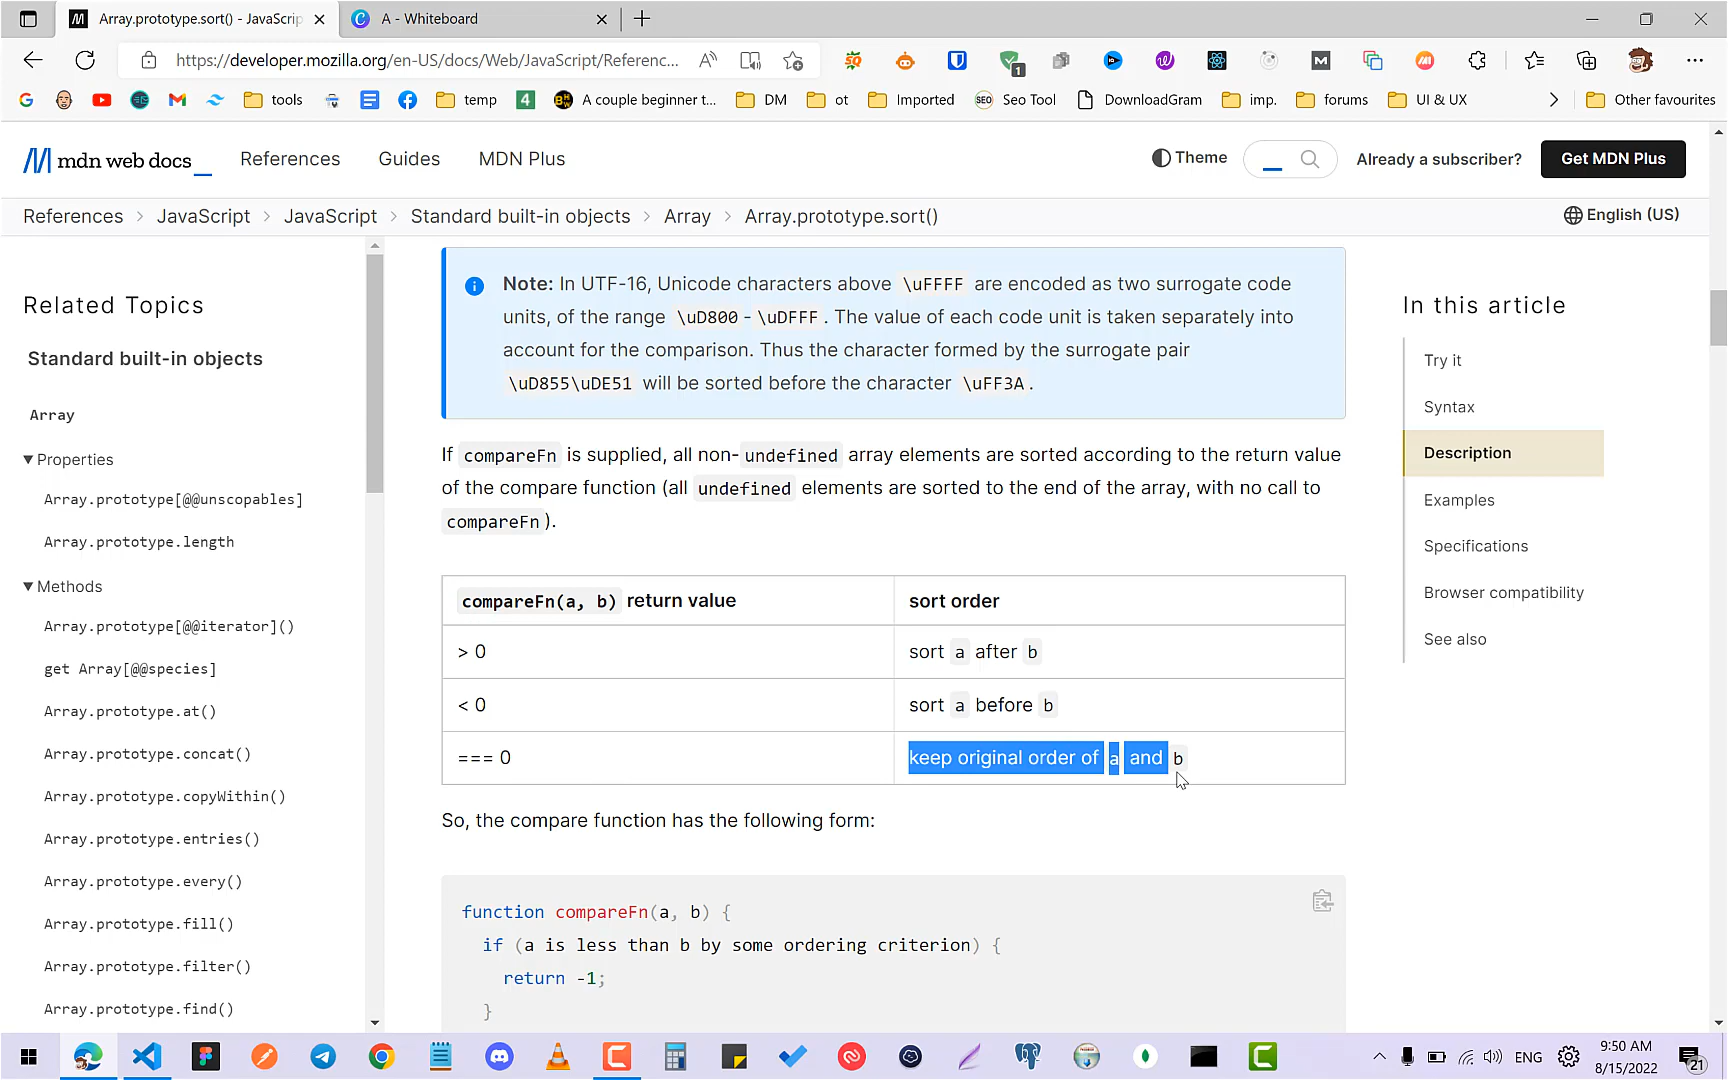 Array.prototype.sort() - JavaScrip
A - Whiteboard
https://developer.mozilla.org/en-US/docs/Web/JavaScript/Referenc...
tools
temp
A couple beginner t...
DM
ot
Imported
Seo Tool
DownloadGram
imp.
forums
UI & UX
Other favourites
mdn web docs_
References
Guides
MDN Plus
Theme
Already a subscriber?
Get MDN Plus
References > JavaScript > JavaScript > Standard built-in objects > Array > Array.prototype.sort()
English (US)
Related Topics
Standard built-in objects
Array
Properties
Array.prototype[@@unscopables]
Array.prototype.length
Methods
Array.prototype[@@iterator]()
get Array[@@species]
Array.prototype.at()
Array.prototype.concat()
Array.prototype.copyWithin()
Array.prototype.entries()
Array.prototype.every()
Array.prototype.fill()
Array.prototype.filter()
Array.prototype.find()
Note: In UTF-16, Unicode characters above \uFFFF are encoded as two surrogate code
units, of the range \uD800 - \uDFFF. The value of each code unit is taken separately into
account for the comparison. Thus the character formed by the surrogate pair
\uD855\uDE51 will be sorted before the character \uFF3A.
If compareFn is supplied, all non-undefined array elements are sorted according to the return value
of the compare function (all undefined elements are sorted to the end of the array, with no call to
compareFn).
compareFn(a, b) return value
sort order
> 0
sort a after b
< 0
sort a before b
=== 0
keep original order of a and b
So, the compare function has the following form:
function compareFn(a, b) {
if (a is less than b by some ordering criterion) {
return -1;
}
In this article
Try it
Syntax
Description
Examples
Specifications
Browser compatibility
See also
ENG
9:50 AM
8/15/2022
21